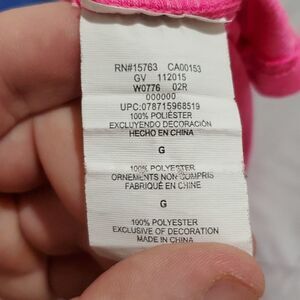 RN#15763 CA00153
GV 112015
W0776 02R
000000
UPC:078715968519
100% POLIÉSTER
EXCLUYENDO DECORACIÓN
HECHO EN CHINA
G
100% POLYESTER
ORNEMENTS NON COMPRIS
FABRIQUÉ EN CHINE
G
100% POLYESTER
EXCLUSIVE OF DECORATION
MADE IN CHINA